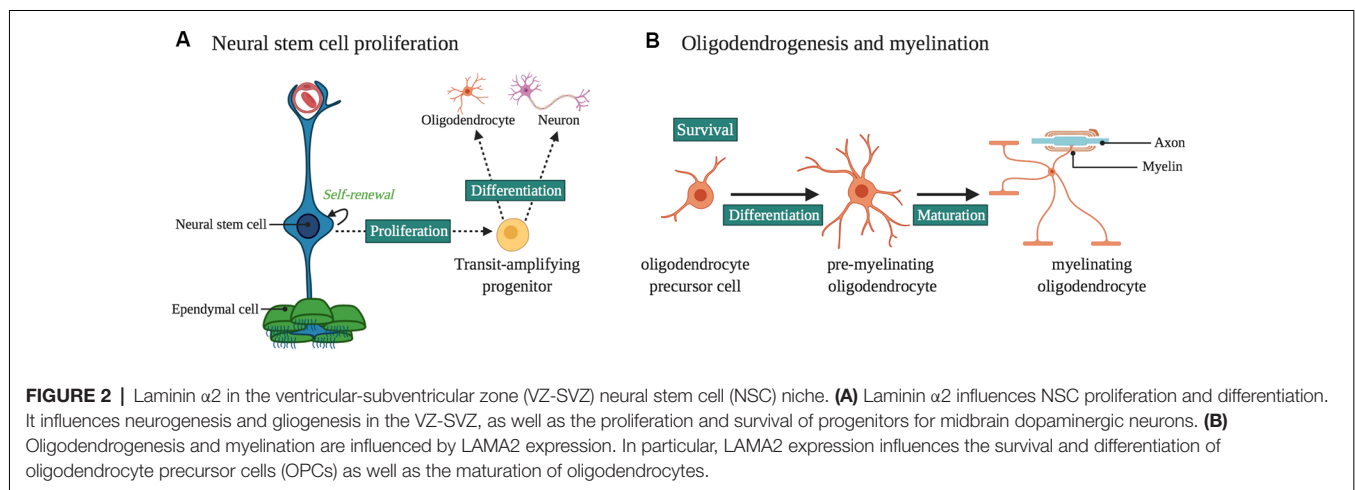 A Neural stem cell proliferation
Oligodendrocyte Neuron
Self-renewal
Differentiation
Neural stem cell
Proliferation
Transit-amplifying
progenitor
Ependymal cell
B Oligodendrogenesis and myelination
Survival
Axon
Myelin
Differentiation
Maturation
oligodendrocyte
precursor cell
pre-myelinating
oligodendrocyte
myelinating
oligodendrocyte
FIGURE 2 | Laminin α2 in the ventricular-subventricular zone (VZ-SVZ) neural stem cell (NSC) niche. (A) Laminin α2 influences NSC proliferation and differentiation.
It influences neurogenesis and gliogenesis in the VZ-SVZ, as well as the proliferation and survival of progenitors for midbrain dopaminergic neurons. (B)
Oligodendrogenesis and myelination are influenced by LAMA2 expression. In particular, LAMA2 expression influences the survival and differentiation of
oligodendrocyte precursor cells (OPCs) as well as the maturation of oligodendrocytes.